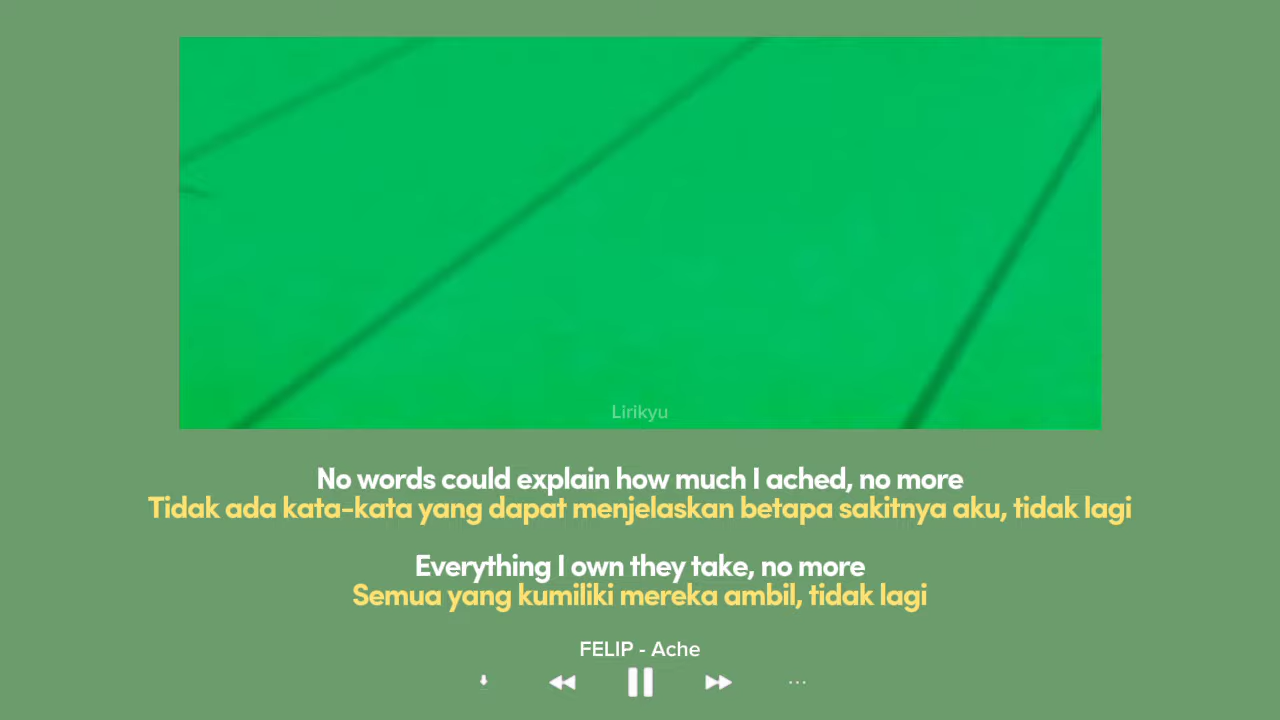 Lirikyu
No words could explain how much I ached, no more
Tidak ada kata-kata yang dapat menjelaskan betapa sakitnya aku, tidak lagi
Everything I own they take, no more
Semua yang kumiliki mereka ambil, tidak lagi
FELIP - Ache